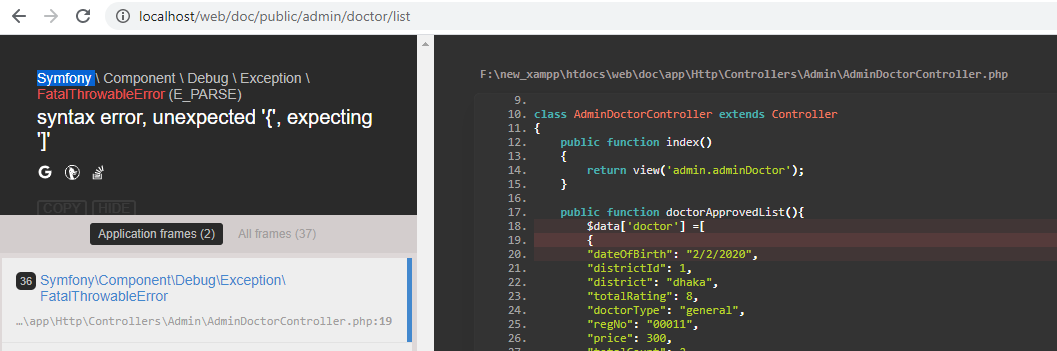 localhost/web/doc/public/admin/doctor/list
Symfony \ Component \ Debug \ Exception \
FatalThrowableError (E_PARSE)
syntax error, unexpected '{', expecting
']'
COPY HIDE
Application frames (2) All frames (37)
36 Symfony\Component\Debug\Exception\
FatalThrowableError
…\app\Http\Controllers\Admin\AdminDoctorController.php:19
F:\new_xampp\htdocs\web\doc\app\Http\Controllers\Admin\AdminDoctorController.php
9.
10. class AdminDoctorController extends Controller
11. {
12.     public function index()
13.     {
14.         return view('admin.adminDoctor');
15.     }
16.
17.     public function doctorApprovedList(){
18.         $data['doctor'] =[
19.         {
20.         "dateOfBirth": "2/2/2020",
21.         "districtId": 1,
22.         "district": "dhaka",
23.         "totalRating": 8,
24.         "doctorType": "general",
25.         "regNo": "00011",
26.         "price": 300,
27.         "totalCount": 2,